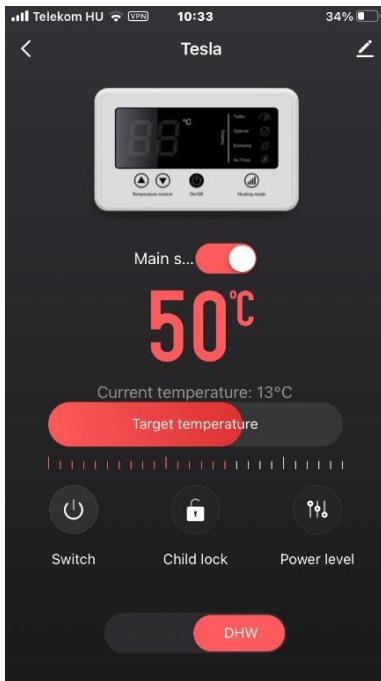 Telekom HU VPN 10:33 34%
Tesla
°C
Turbo
Optimal
Economy
No Frost
Heating
Temperature control On/Off Heating mode
Main s...
50°C
Current temperature: 13°C
Target temperature
Switch Child lock Power level
DHW